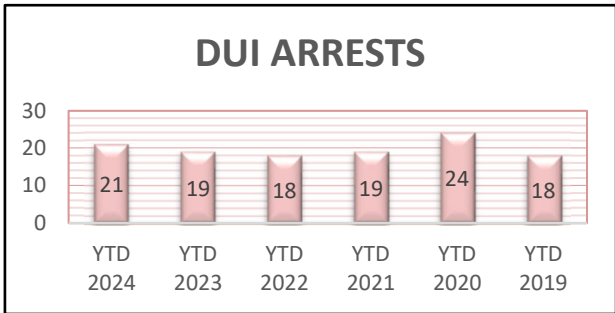 DUI ARRESTS
30
20
10
0
21
19
18
19
24
18
YTD 2024
YTD 2023
YTD 2022
YTD 2021
YTD 2020
YTD 2019